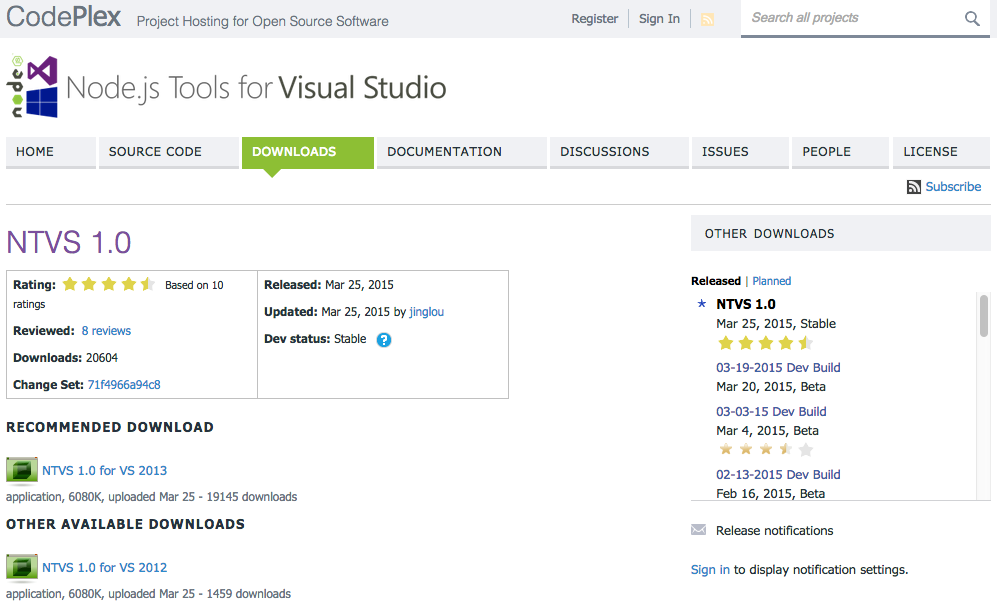 CodePlex Project Hosting for Open Source Software
Register Sign In Search all projects
node
Node.js Tools for Visual Studio
HOME SOURCE CODE DOWNLOADS DOCUMENTATION DISCUSSIONS ISSUES PEOPLE LICENSE
Subscribe
NTVS 1.0
Rating: Based on 10
ratings
Reviewed: 8 reviews
Downloads: 20604
Change Set: 71f4966a94c8
Released: Mar 25, 2015
Updated: Mar 25, 2015 by jinglou
Dev status: Stable ?
RECOMMENDED DOWNLOAD
NTVS 1.0 for VS 2013
application, 6080K, uploaded Mar 25 - 19145 downloads
OTHER AVAILABLE DOWNLOADS
NTVS 1.0 for VS 2012
application, 6080K, uploaded Mar 25 - 1459 downloads
OTHER DOWNLOADS
Released | Planned
NTVS 1.0
Mar 25, 2015, Stable
03-19-2015 Dev Build
Mar 20, 2015, Beta
03-03-15 Dev Build
Mar 4, 2015, Beta
02-13-2015 Dev Build
Feb 16, 2015, Beta
Release notifications
Sign in to display notification settings.